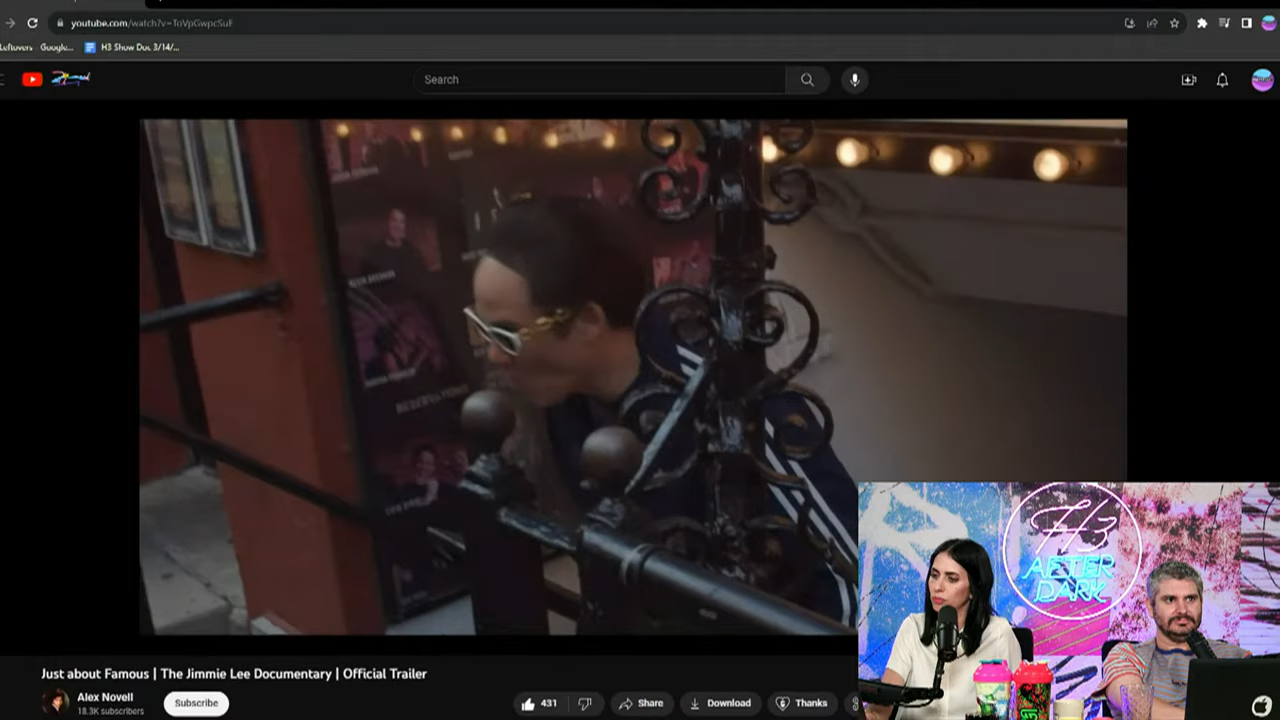 youtube.com/watch?v=ToVpGwpcSuE
Leftovers
Google...
H3 Show Doc 3/14/...
Search
H3
AFTER
DARK
Just about Famous | The Jimmie Lee Documentary | Official Trailer
Alex Novell
18.3K subscribers
Subscribe
431
Share
Download
Thanks